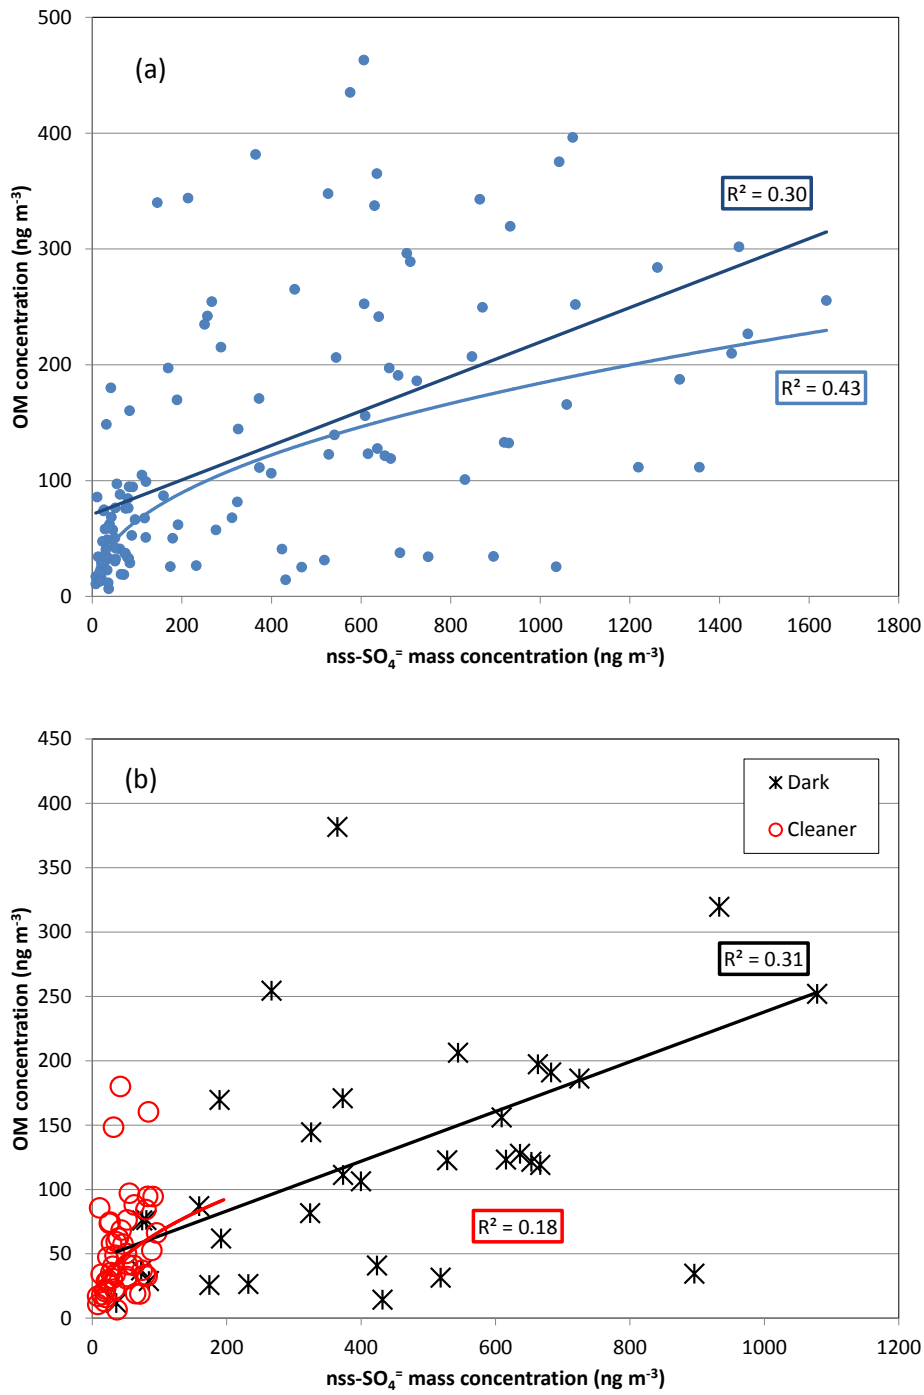 500
400
300
200
100
0
OM concentration (ng m⁻³)
(a)
R² = 0.30
R² = 0.43
0 200 400 600 800 1000 1200 1400 1600 1800
nss-SO₄⁼ mass concentration (ng m⁻³)
450
400
350
300
250
200
150
100
50
0
OM concentration (ng m⁻³)
(b)
Dark
Cleaner
R² = 0.31
R² = 0.18
0 200 400 600 800 1000 1200
nss-SO₄⁼ mass concentration (ng m⁻³)